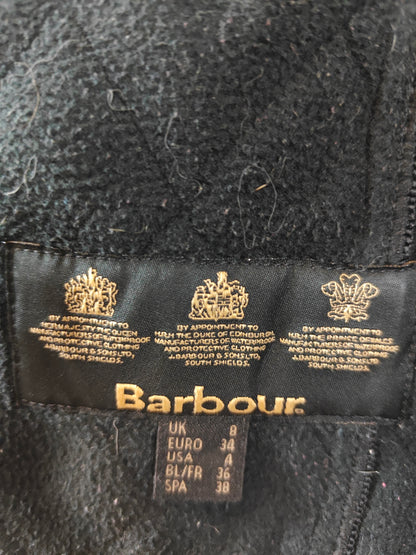 BY APPOINTMENT TO
HER MAJESTY THE QUEEN
MANUFACTURERS OF WATERPROOF
AND PROTECTIVE CLOTHING
J.BARBOUR & SONS LTD,
SOUTH SHIELDS.
BY APPOINTMENT TO
H.R.H THE DUKE OF EDINBURGH
MANUFACTURERS OF WATERPROOF
AND PROTECTIVE CLOTHING
J.BARBOUR & SONS LTD,
SOUTH SHIELDS.
BY APPOINTMENT TO
H.R.H THE PRINCE OF WALES
MANUFACTURERS OF WATERPROOF
AND PROTECTIVE CLOTHING
J.BARBOUR & SONS LTD,
SOUTH SHIELDS.
Barbour.
UK 8
EURO 34
USA 4
BL/FR 36
SPA 38